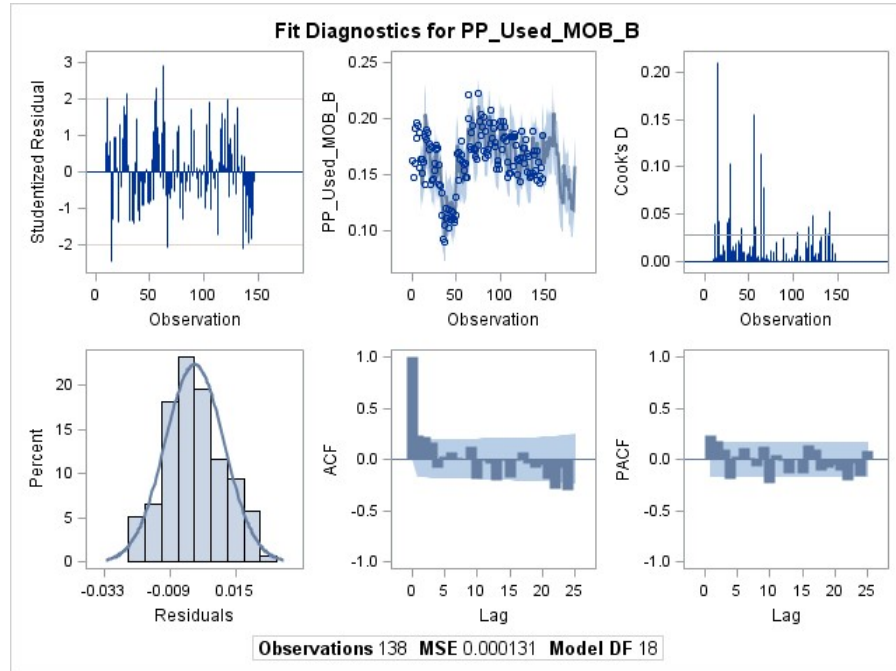 Fit Diagnostics for PP_Used_MOB_B
Studentized Residual
3
2
1
0
-1
-2
0 50 100 150
Observation
PP_Used_MOB_B
0.25
0.20
0.15
0.10
0 50 100 150
Observation
Cook's D
0.20
0.15
0.10
0.05
0.00
0 50 100 150
Observation
Percent
20
15
10
5
0
-0.033 -0.009 0.015
Residuals
ACF
1.0
0.5
0.0
-0.5
-1.0
0 5 10 15 20 25
Lag
PACF
1.0
0.5
0.0
-0.5
-1.0
0 5 10 15 20 25
Lag
Observations 138 MSE 0.000131 Model DF 18